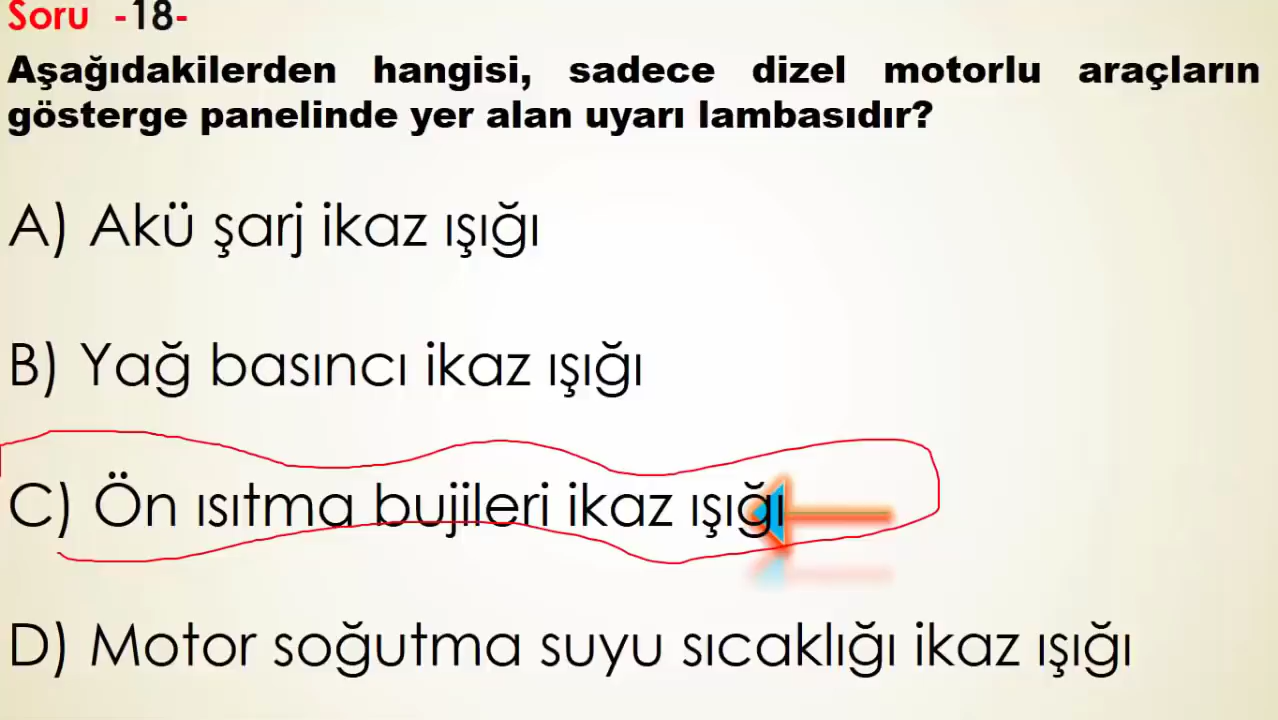 Soru -18-
Aşağıdakilerden hangisi, sadece dizel motorlu araçların
gösterge panelinde yer alan uyarı lambasıdır?
A) Akü şarj ikaz ışığı
B) Yağ basıncı ikaz ışığı
C) Ön ısıtma bujileri ikaz ışığı
D) Motor soğutma suyu sıcaklığı ikaz ışığı